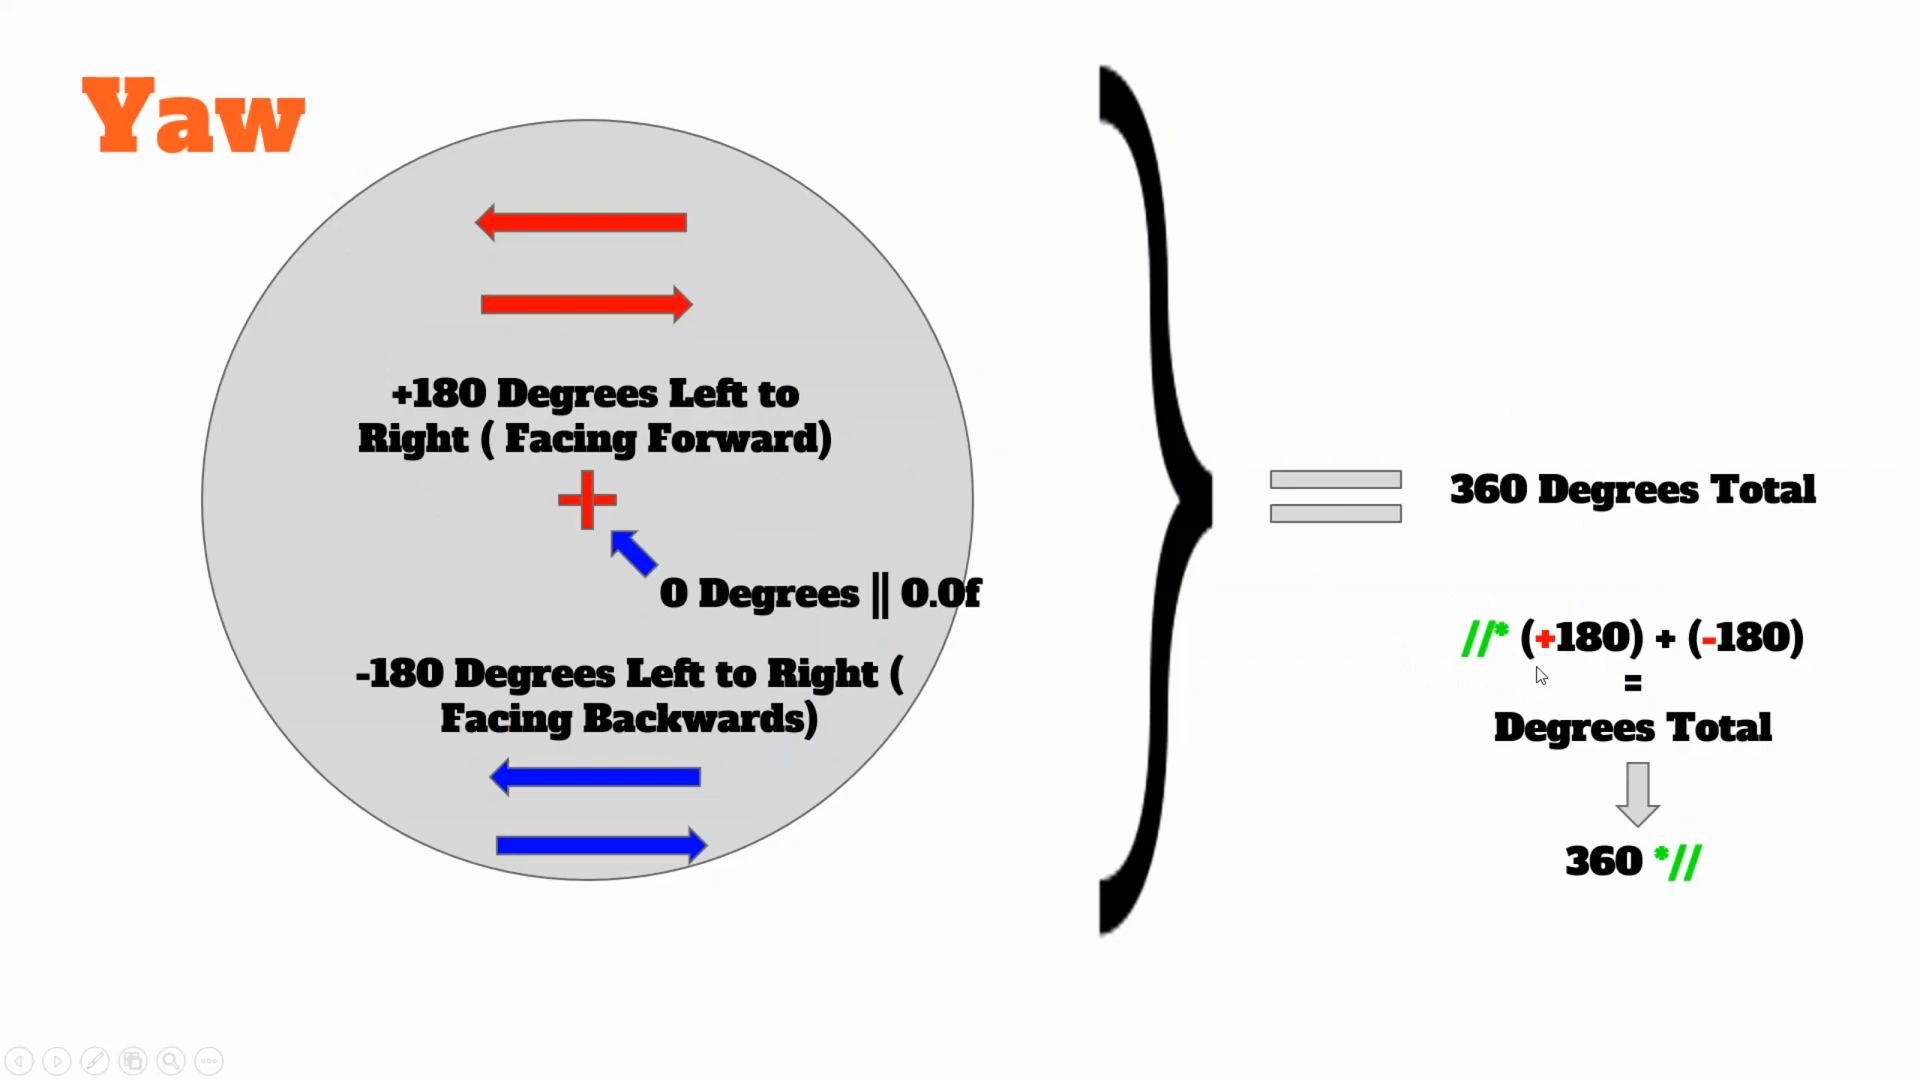 Yaw
+180 Degrees Left to
Right ( Facing Forward)
0 Degrees || 0.0f
-180 Degrees Left to Right (
Facing Backwards)
360 Degrees Total
//* (+180) + (-180)
=
Degrees Total
360 *//